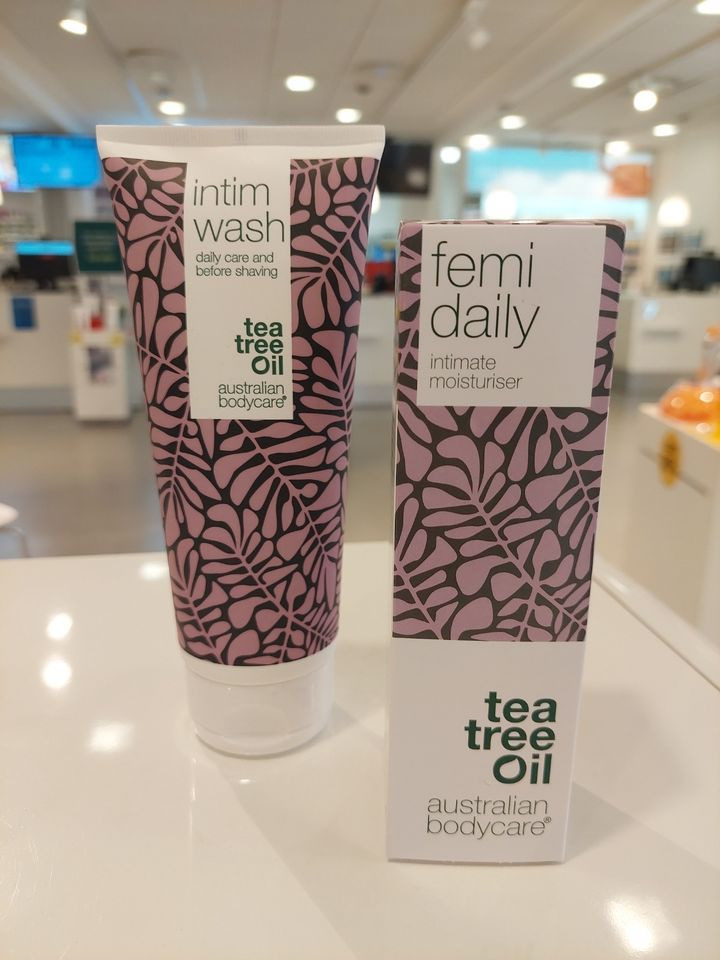 intim
wash
daily care and
before shaving
tea
tree
oil
australian
bodycare®
femi
daily
intimate
moisturiser
tea
tree
oil
australian
bodycare®